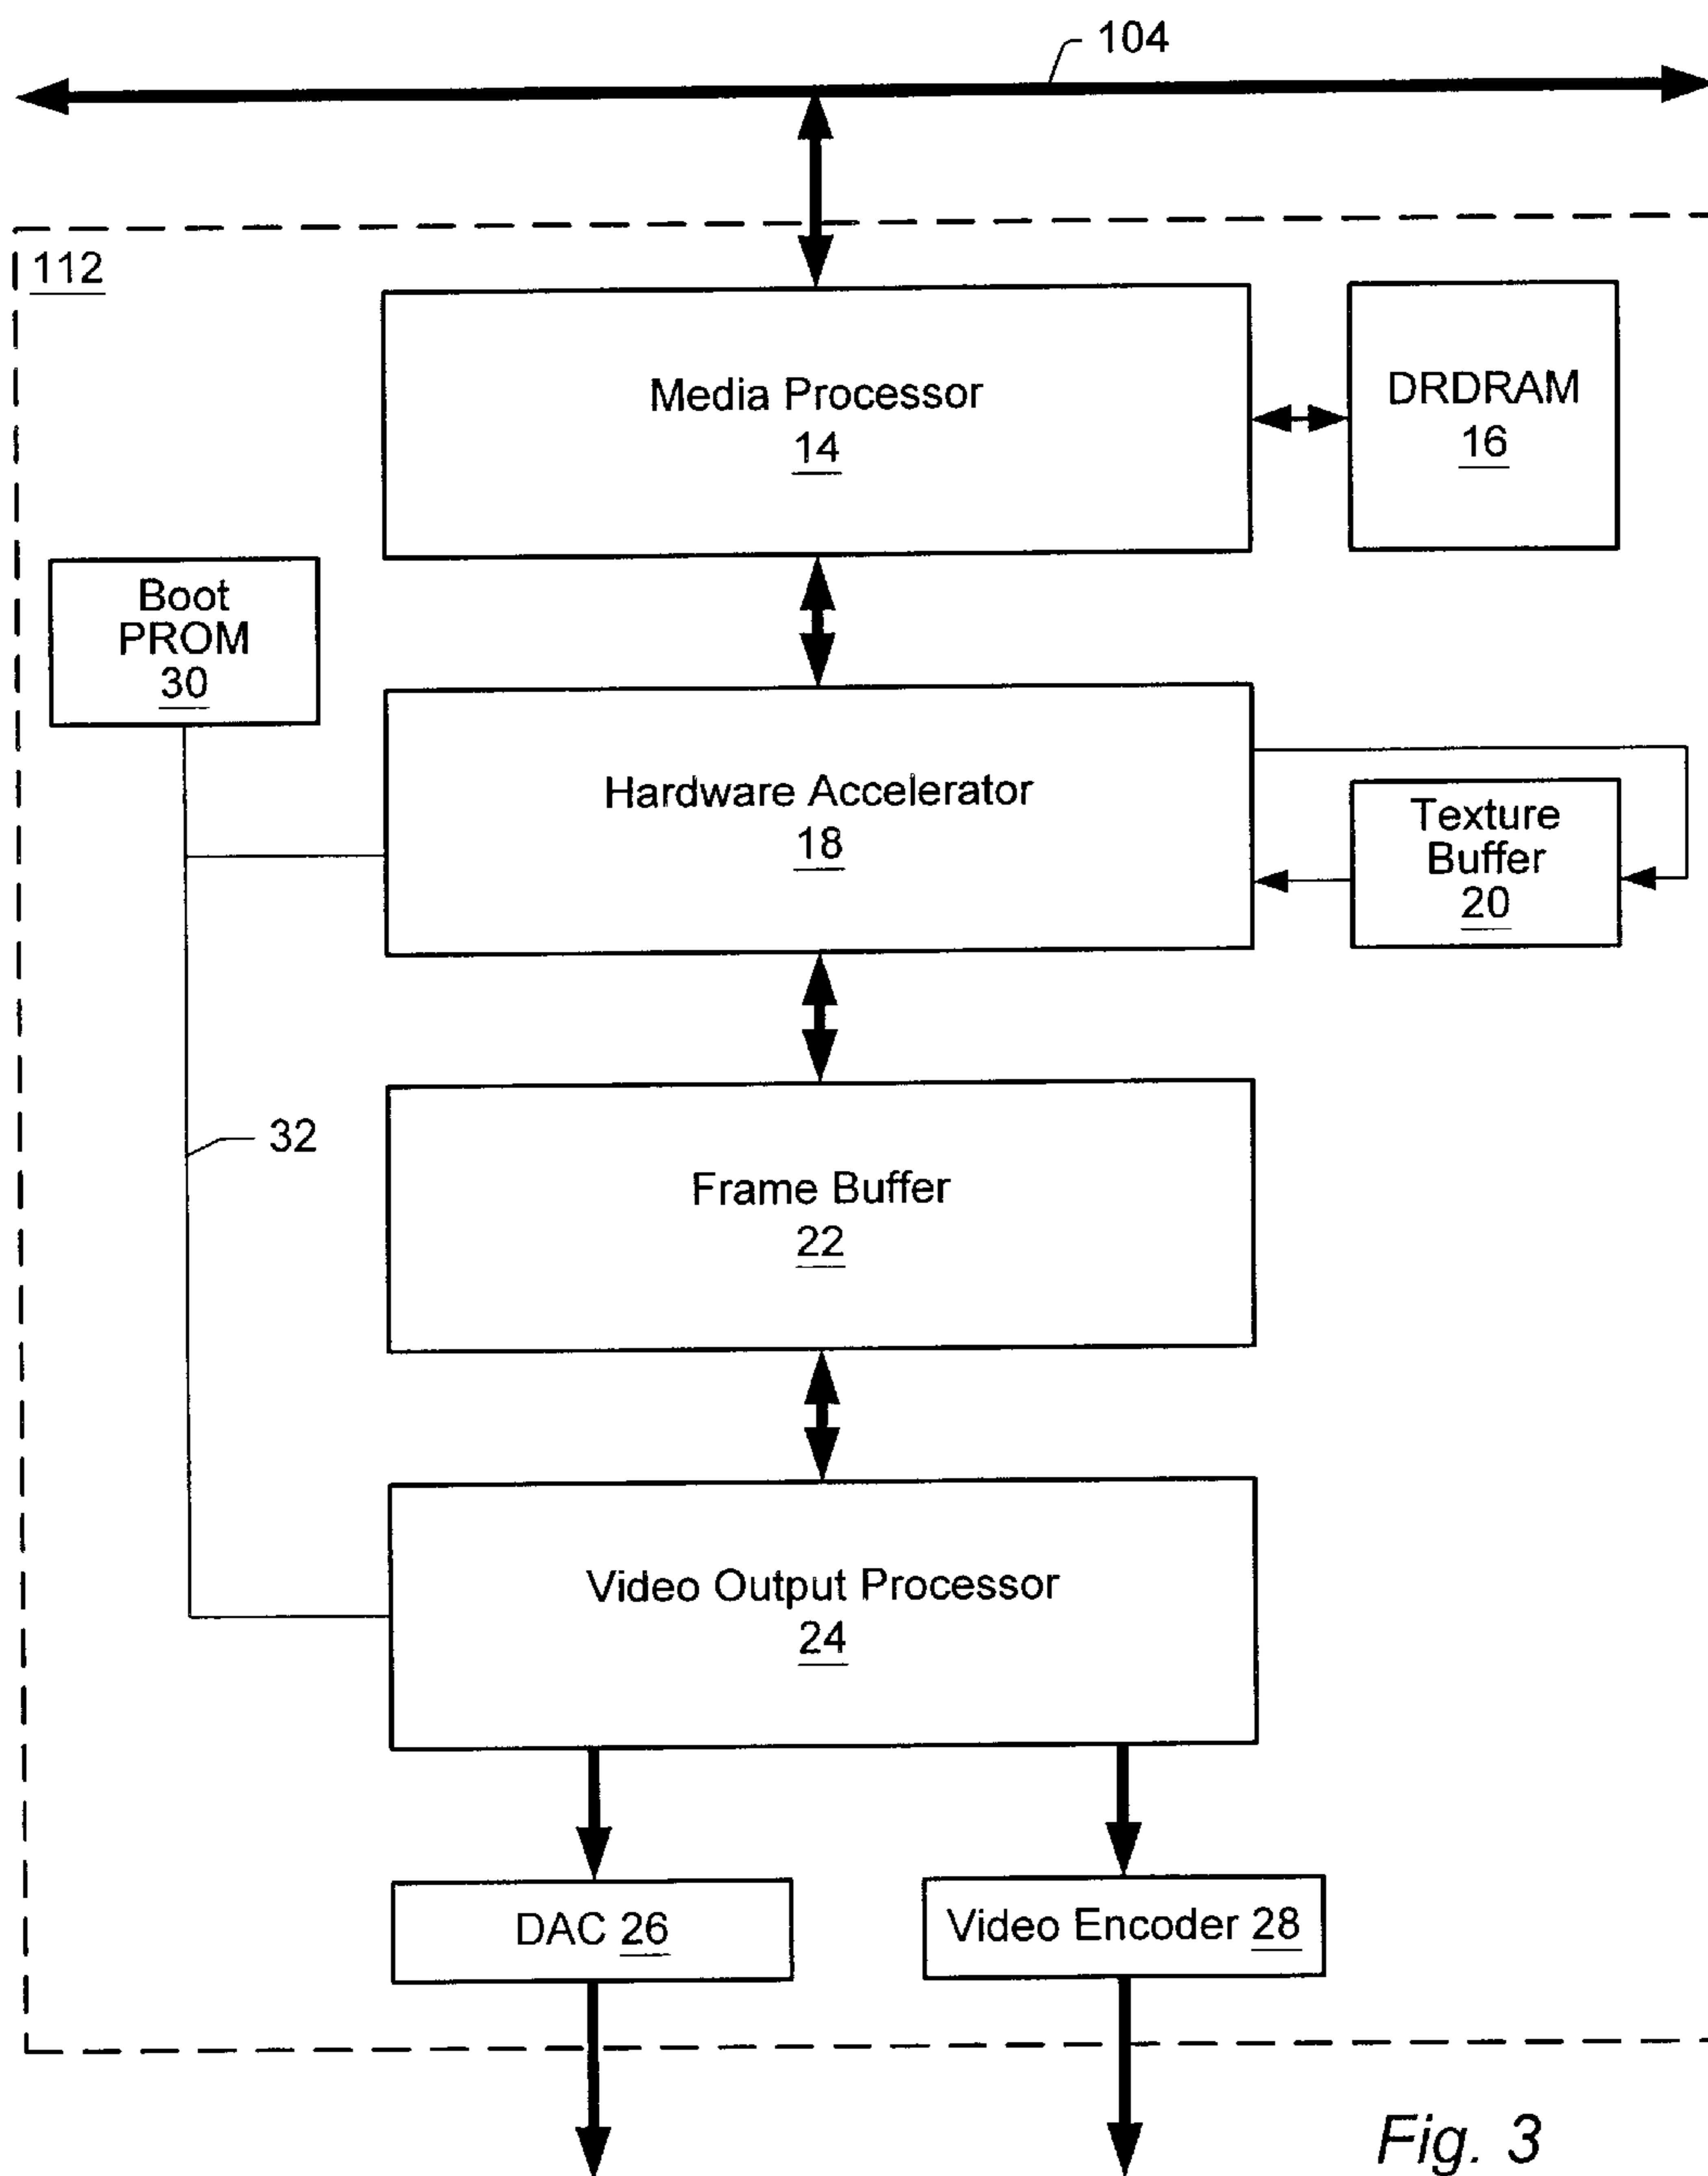 104
112
Media Processor
14
DRDRAM
16
Boot
PROM
30
Hardware Accelerator
18
Texture
Buffer
20
32
Frame Buffer
22
Video Output Processor
24
DAC 26
Video Encoder 28
Fig. 3